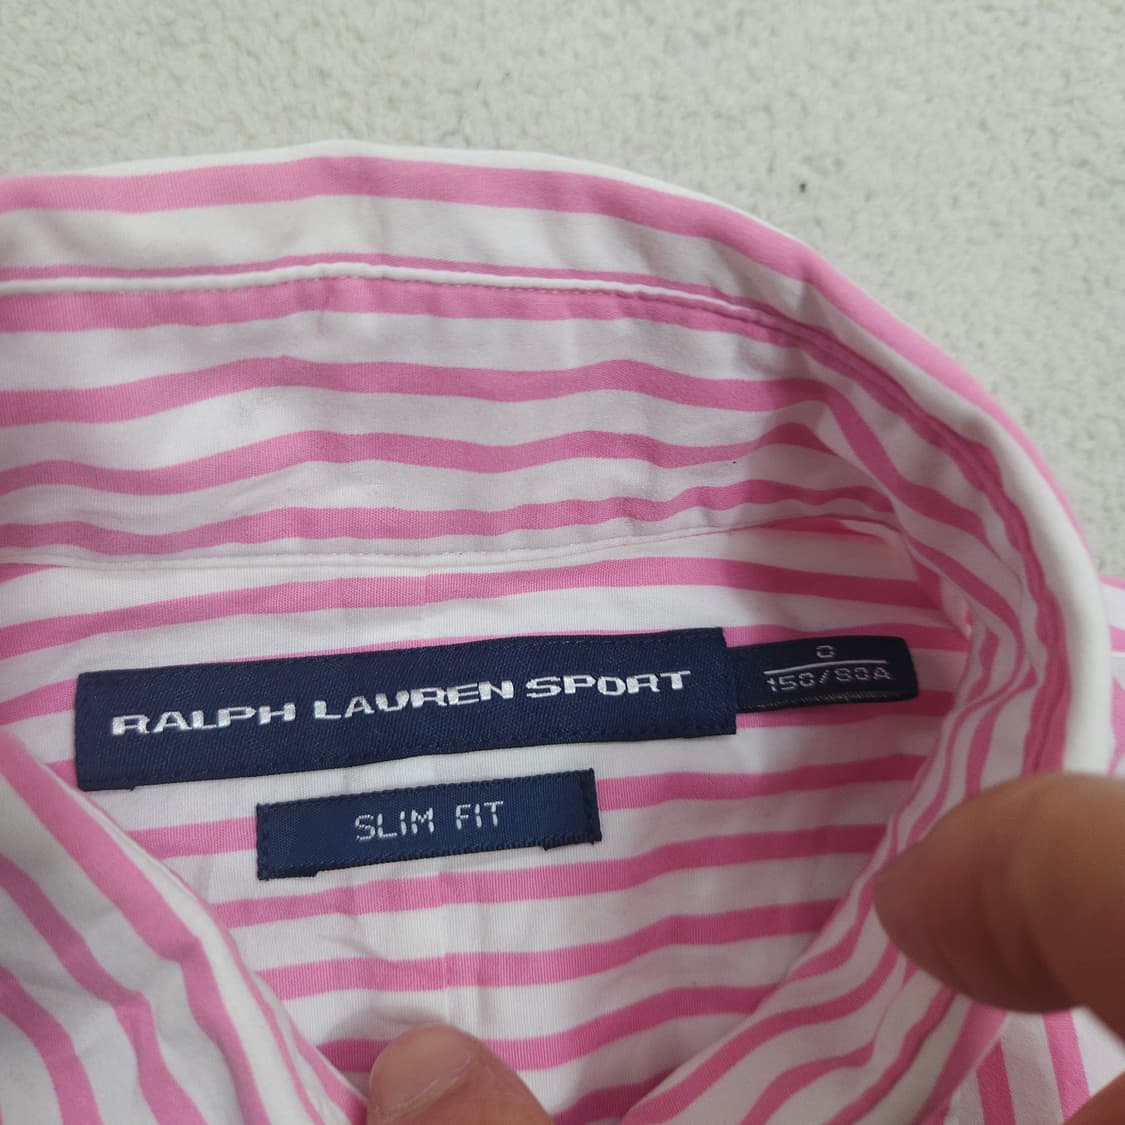 RALPH LAUREN SPORT
0
150/80A
SLIM FIT